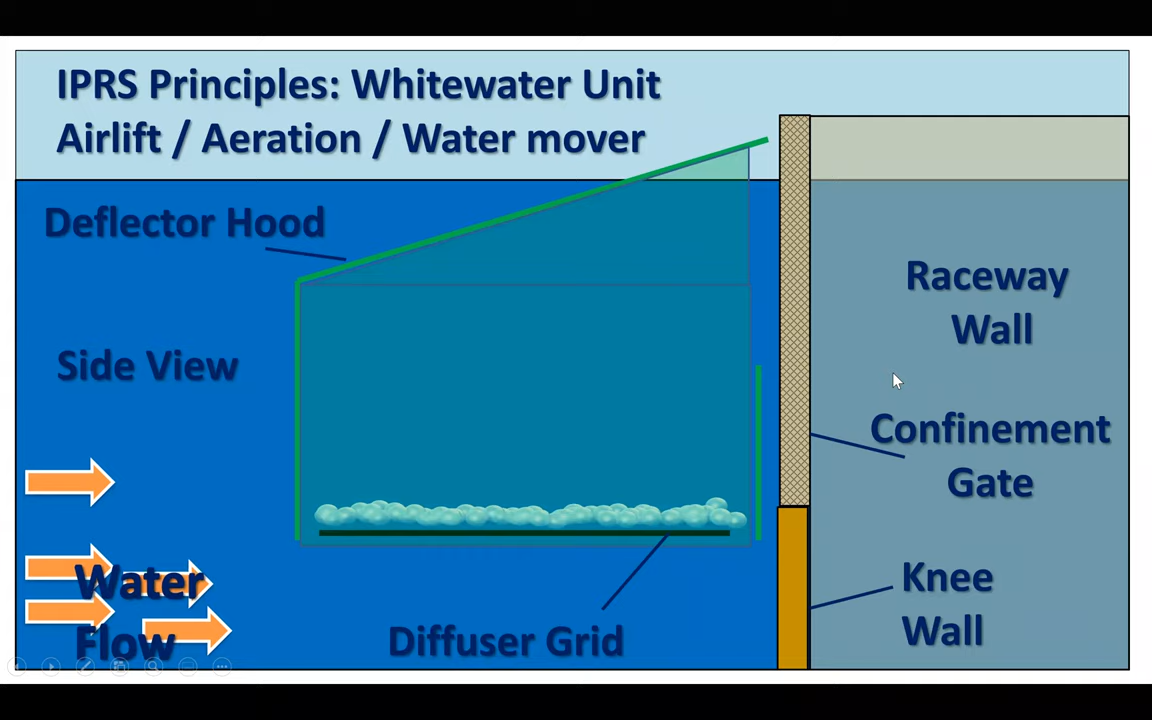 IPRS Principles: Whitewater Unit
Airlift / Aeration / Water mover
Deflector Hood
Side View
Raceway
Wall
Confinement
Gate
Water
Flow
Diffuser Grid
Knee
Wall